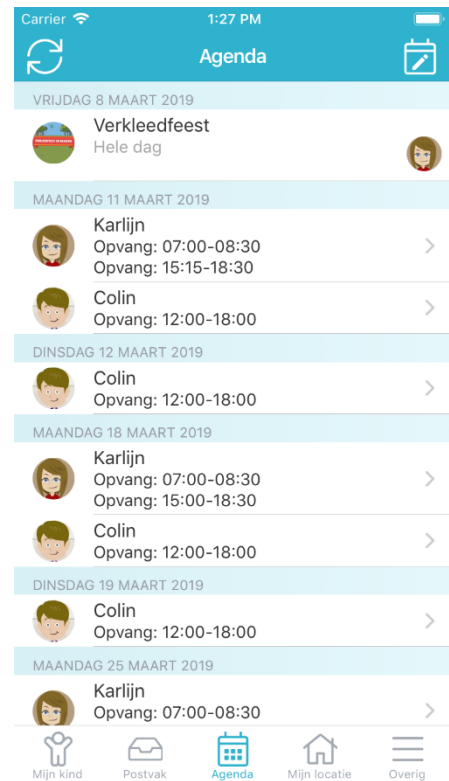 Carrier 1:27 PM
Agenda
VRIJDAG 8 MAART 2019
Verkleedfeest
Hele dag
MAANDAG 11 MAART 2019
Karlijn
Opvang: 07:00-08:30
Opvang: 15:15-18:30
Colin
Opvang: 12:00-18:00
DINSDAG 12 MAART 2019
Colin
Opvang: 12:00-18:00
MAANDAG 18 MAART 2019
Karlijn
Opvang: 07:00-08:30
Opvang: 15:00-18:30
Colin
Opvang: 12:00-18:00
DINSDAG 19 MAART 2019
Colin
Opvang: 12:00-18:00
MAANDAG 25 MAART 2019
Karlijn
Opvang: 07:00-08:30
Mijn kind Postvak Agenda Mijn locatie Overig